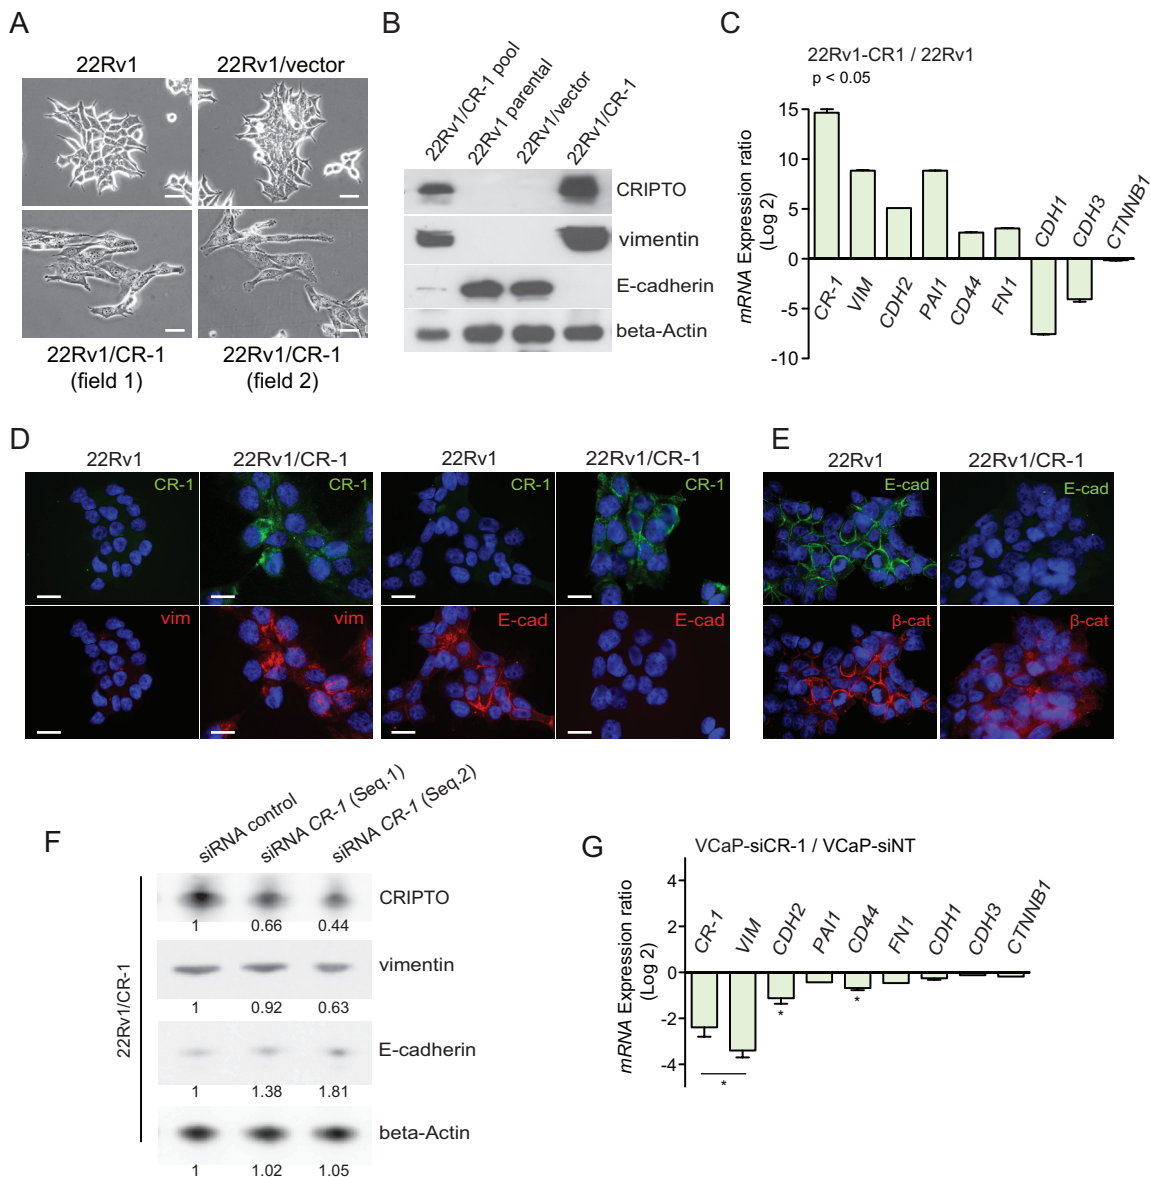 A
22Rv1
22Rv1/vector
22Rv1/CR-1
(field 1)
22Rv1/CR-1
(field 2)
B
22Rv1/CR-1 pool
22Rv1 parental
22Rv1/vector
22Rv1/CR-1
CRIPTO
vimentin
E-cadherin
beta-Actin
C
22Rv1-CR1 / 22Rv1
p < 0.05
mRNA Expression ratio
(Log 2)
15
10
5
0
-5
-10
CR-1
VIM
CDH2
PAI1
CD44
FN1
CDH1
CDH3
CTNNB1
D
22Rv1
22Rv1/CR-1
22Rv1
22Rv1/CR-1
CR-1
CR-1
CR-1
CR-1
vim
vim
E-cad
E-cad
E
22Rv1
22Rv1/CR-1
E-cad
E-cad
β-cat
β-cat
F
siRNA control
siRNA CR-1 (Seq.1)
siRNA CR-1 (Seq.2)
22Rv1/CR-1
CRIPTO
1 0.66 0.44
vimentin
1 0.92 0.63
E-cadherin
1 1.38 1.81
beta-Actin
1 1.02 1.05
G
VCaP-siCR-1 / VCaP-siNT
mRNA Expression ratio
(Log 2)
4
2
0
-2
-4
CR-1
VIM
CDH2
PAI1
CD44
FN1
CDH1
CDH3
CTNNB1
*
*
*